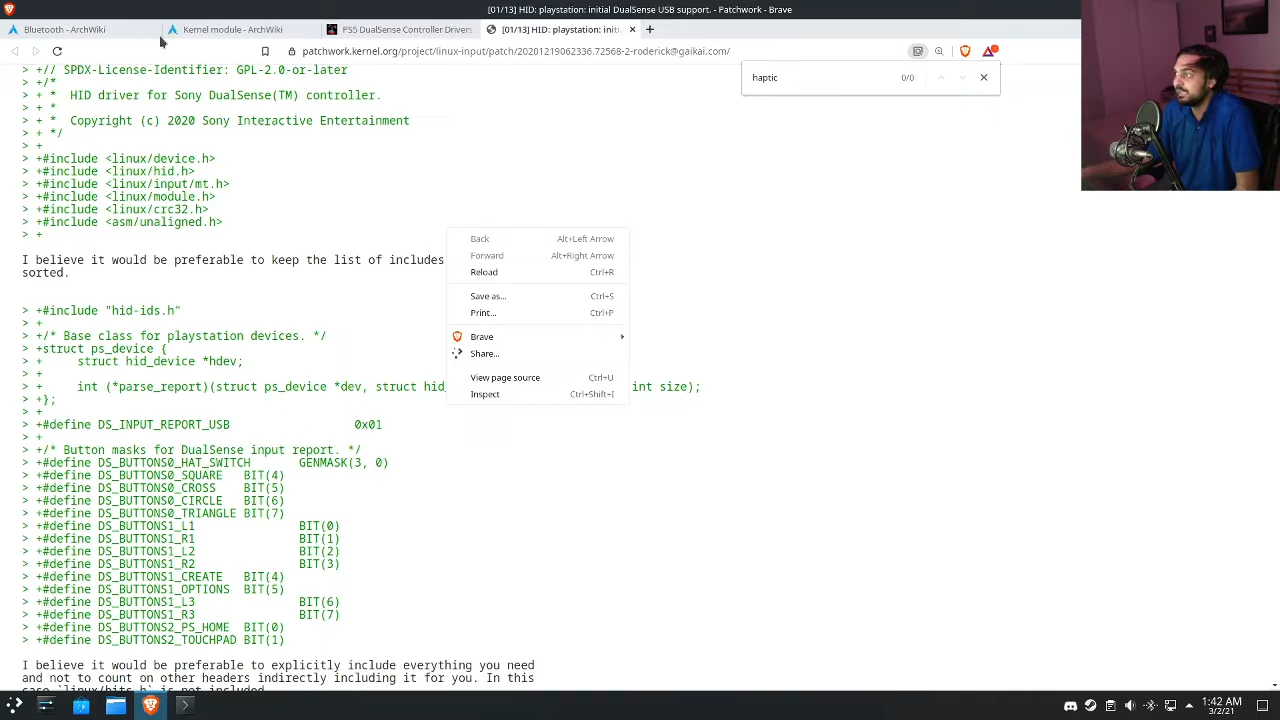 [01/13] HID: playstation: initial DualSense USB support. - Patchwork - Brave
Bluetooth - ArchWiki
Kernel module - ArchWiki
PS5 DualSense Controller Drivers
[01/13] HID: playstation: initi
patchwork.kernel.org/project/linux-input/patch/20201219062336.72568-2-roderick@gaikai.com/
haptic 0/0
> +// SPDX-License-Identifier: GPL-2.0-or-later
> +/*
> + *  HID driver for Sony DualSense(TM) controller.
> + *
> + *  Copyright (c) 2020 Sony Interactive Entertainment
> + */
> +
> +#include <linux/device.h>
> +#include <linux/hid.h>
> +#include <linux/input/mt.h>
> +#include <linux/module.h>
> +#include <linux/crc32.h>
> +#include <asm/unaligned.h>
> +
I believe it would be preferable to keep the list of includes
sorted.
> +#include "hid-ids.h"
> +
> +/* Base class for playstation devices. */
> +struct ps_device {
> +     struct hid_device *hdev;
> +
> +     int (*parse_report)(struct ps_device *dev, struct hid_ int size);
> +};
> +
> +#define DS_INPUT_REPORT_USB                  0x01
> +
> +/* Button masks for DualSense input report. */
> +#define DS_BUTTONS0_HAT_SWITCH       GENMASK(3, 0)
> +#define DS_BUTTONS0_SQUARE   BIT(4)
> +#define DS_BUTTONS0_CROSS    BIT(5)
> +#define DS_BUTTONS0_CIRCLE   BIT(6)
> +#define DS_BUTTONS0_TRIANGLE BIT(7)
> +#define DS_BUTTONS1_L1               BIT(0)
> +#define DS_BUTTONS1_R1               BIT(1)
> +#define DS_BUTTONS1_L2               BIT(2)
> +#define DS_BUTTONS1_R2               BIT(3)
> +#define DS_BUTTONS1_CREATE   BIT(4)
> +#define DS_BUTTONS1_OPTIONS  BIT(5)
> +#define DS_BUTTONS1_L3               BIT(6)
> +#define DS_BUTTONS1_R3               BIT(7)
> +#define DS_BUTTONS2_PS_HOME  BIT(0)
> +#define DS_BUTTONS2_TOUCHPAD BIT(1)
I believe it would be preferable to explicitly include everything you need
and not to count on other headers indirectly including it for you. In this
case `linux/bits.h` is not included
Back Alt+Left Arrow
Forward Alt+Right Arrow
Reload Ctrl+R
Save as... Ctrl+S
Print... Ctrl+P
Brave
Share...
View page source Ctrl+U
Inspect Ctrl+Shift+I
1:42 AM
3/2/21